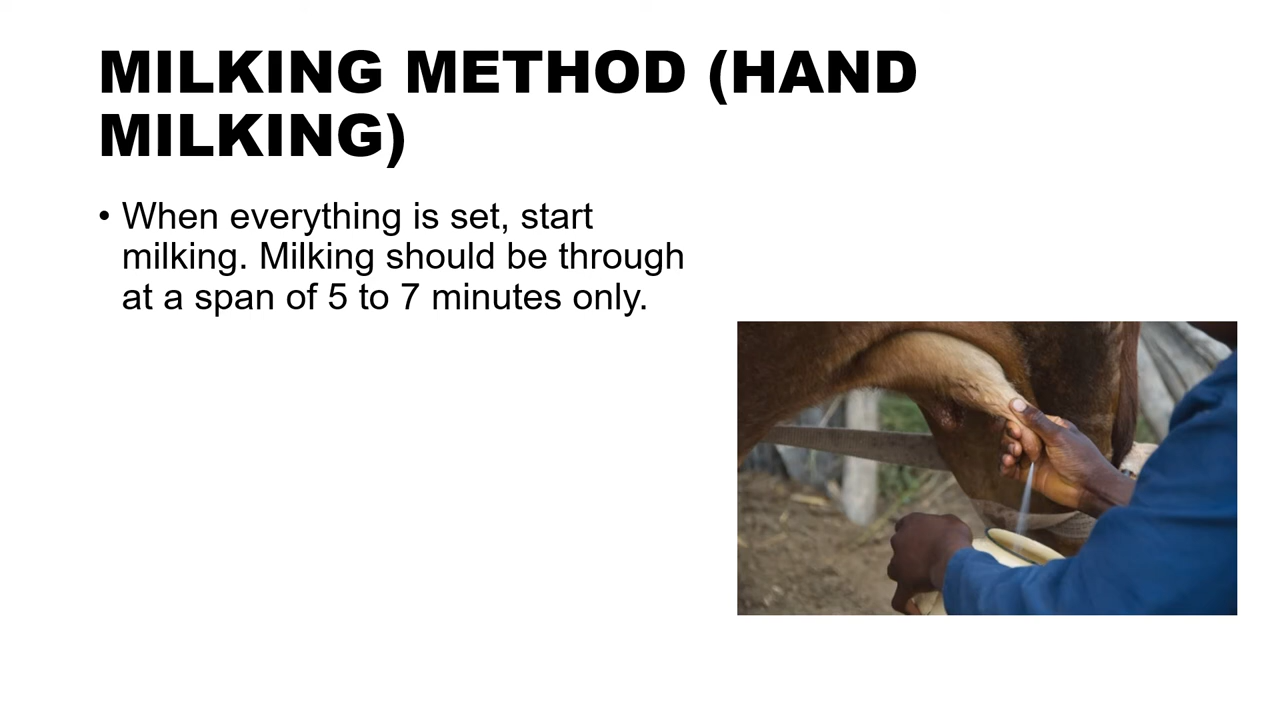 MILKING METHOD (HAND
MILKING)
• When everything is set, start
milking. Milking should be through
at a span of 5 to 7 minutes only.